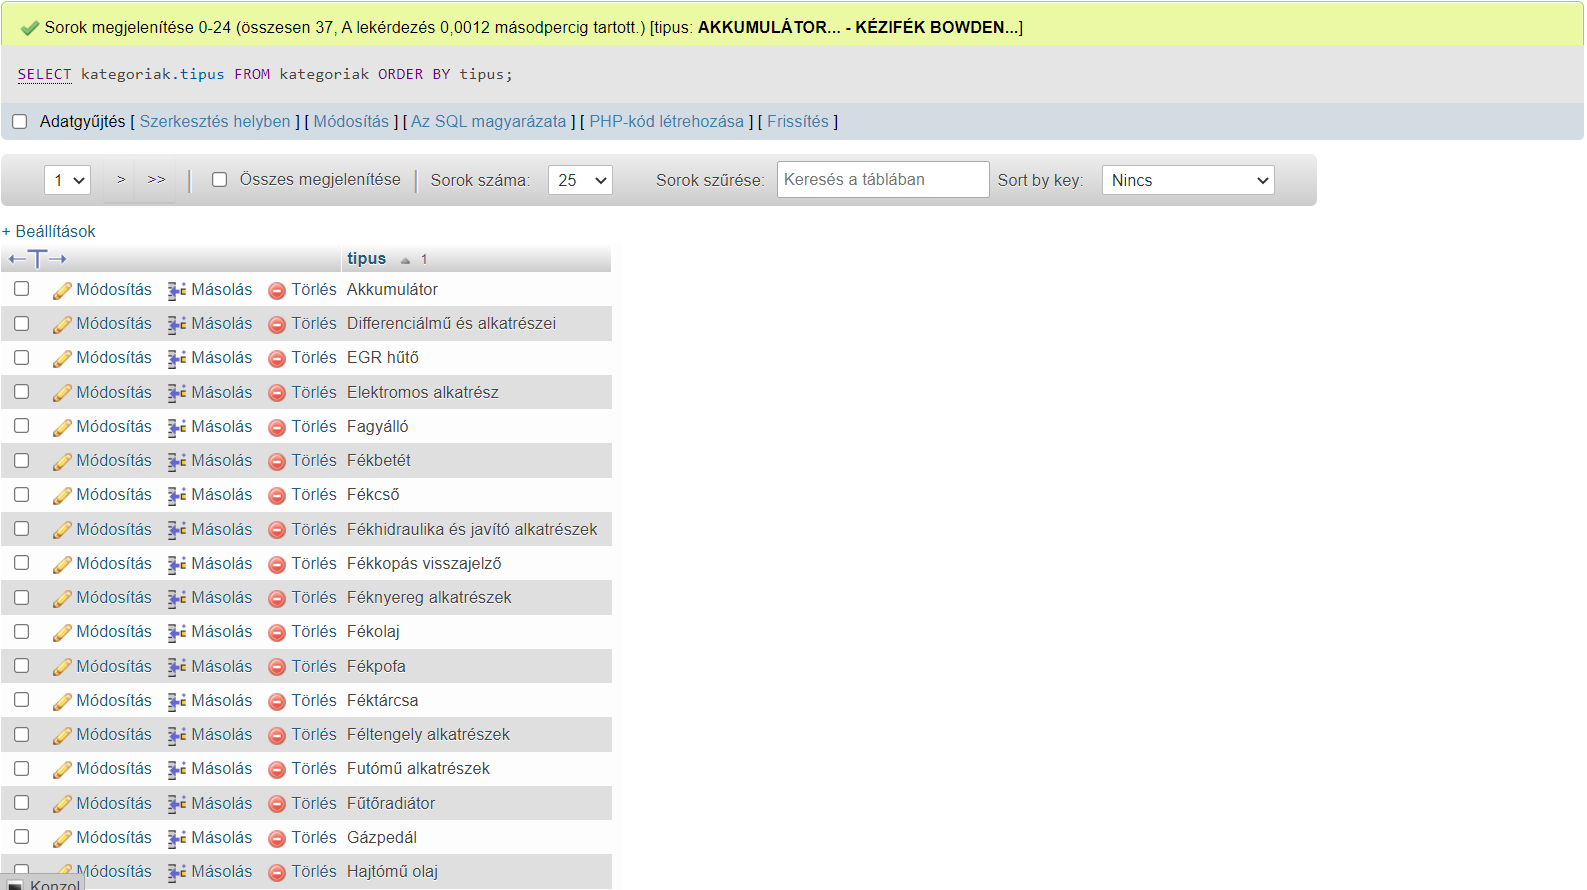 Sorok megjelenítése 0-24 (összesen 37, A lekérdezés 0,0012 másodpercig tartott.) [tipus: AKKUMULÁTOR... - KÉZIFÉK BOWDEN...]
SELECT kategoriak.tipus FROM kategoriak ORDER BY tipus;
Adatgyűjtés [ Szerkesztés helyben ] [ Módosítás ] [ Az SQL magyarázata ] [ PHP-kód létrehozása ] [ Frissítés ]
1 > >> | Összes megjelenítése | Sorok száma: 25 Sorok szűrése: Keresés a táblában Sort by key: Nincs
+ Beállítások
←T→ tipus 1
Módosítás Másolás Törlés Akkumulátor
Módosítás Másolás Törlés Differenciálmű és alkatrészei
Módosítás Másolás Törlés EGR hűtő
Módosítás Másolás Törlés Elektromos alkatrész
Módosítás Másolás Törlés Fagyálló
Módosítás Másolás Törlés Fékbetét
Módosítás Másolás Törlés Fékcső
Módosítás Másolás Törlés Fékhidraulika és javító alkatrészek
Módosítás Másolás Törlés Fékkopás visszajelző
Módosítás Másolás Törlés Féknyereg alkatrészek
Módosítás Másolás Törlés Fékolaj
Módosítás Másolás Törlés Fékpofa
Módosítás Másolás Törlés Féktárcsa
Módosítás Másolás Törlés Féltengely alkatrészek
Módosítás Másolás Törlés Futómű alkatrészek
Módosítás Másolás Törlés Fűtőradiátor
Módosítás Másolás Törlés Gázpedál
Módosítás Másolás Törlés Hajtómű olaj
Konzol